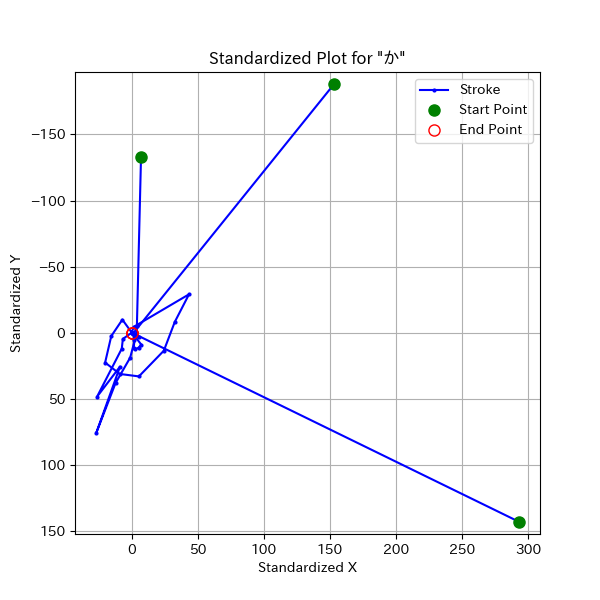 Standardized Plot for "か"
Stroke
Start Point
End Point
Standardized Y
−150
−100
−50
0
50
100
150
0
50
100
150
200
250
300
Standardized X